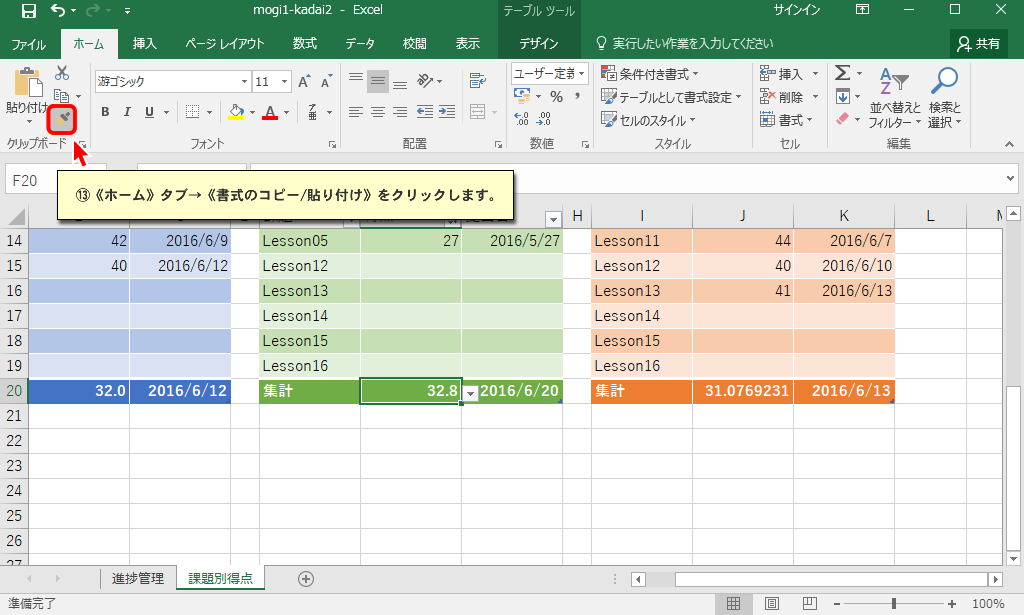 mogi1-kadai2 - Excel
テーブル ツール
サインイン
ファイル ホーム 挿入 ページ レイアウト 数式 データ 校閲 表示 デザイン 実行したい作業を入力してください 共有
貼り付け
游ゴシック 11
ユーザー定義
条件付き書式
テーブルとして書式設定
セルのスタイル
挿入
削除
書式
並べ替えと
フィルター
検索と
選択
クリップボード フォント 配置 数値 スタイル セル 編集
F20
⑬《ホーム》タブ→《書式のコピー/貼り付け》をクリックします。
H I J K L
14 42 2016/6/9 Lesson05 27 2016/5/27 Lesson11 44 2016/6/7
15 40 2016/6/12 Lesson12 Lesson12 40 2016/6/10
16 Lesson13 Lesson13 41 2016/6/13
17 Lesson14 Lesson14
18 Lesson15 Lesson15
19 Lesson16 Lesson16
20 32.0 2016/6/12 集計 32.8 2016/6/20 集計 31.0769231 2016/6/13
21
22
23
24
25
26
27
進捗管理 課題別得点
準備完了 100%